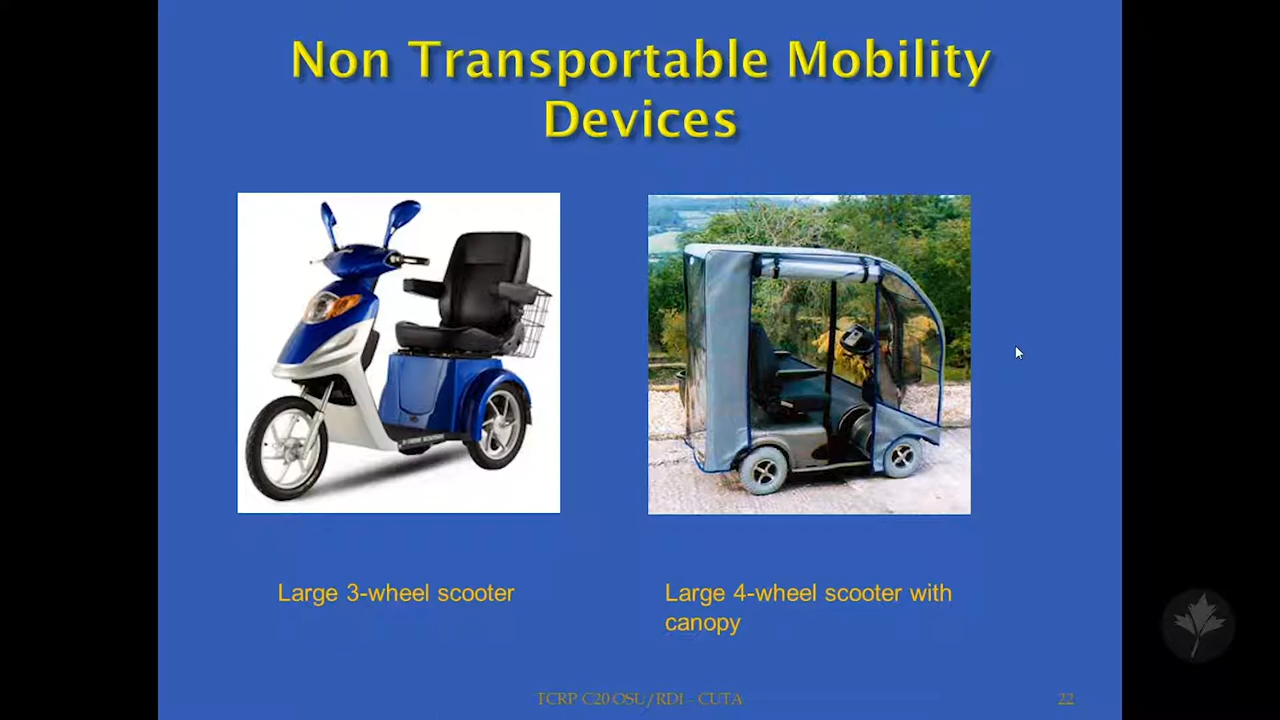 Non Transportable Mobility
Devices
Large 3-wheel scooter
Large 4-wheel scooter with
canopy
TCRP C20 OSU/RDI - CUTA
22